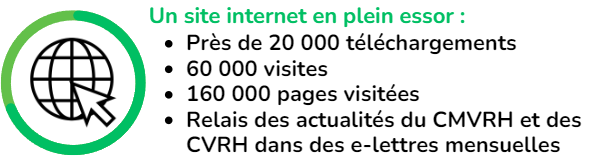 Un site internet en plein essor :
• Près de 20 000 téléchargements
• 60 000 visites
• 160 000 pages visitées
• Relais des actualités du CMVRH et des
CVRH dans des e-lettres mensuelles